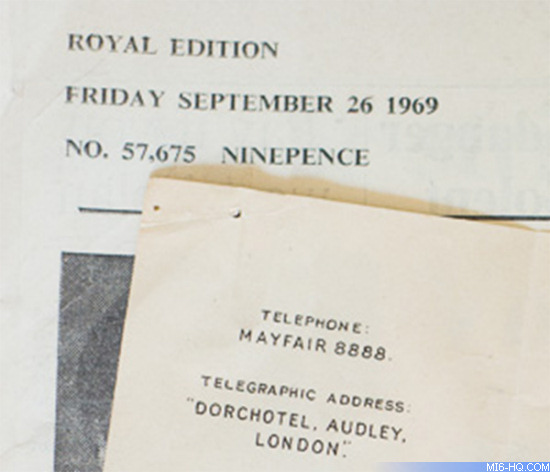 ROYAL EDITION
FRIDAY SEPTEMBER 26 1969
NO. 57,675 NINEPENCE
TELEPHONE:
MAYFAIR 8888.
TELEGRAPHIC ADDRESS:
"DORCHOTEL, AUDLEY,
LONDON".
MI6-HQ.COM